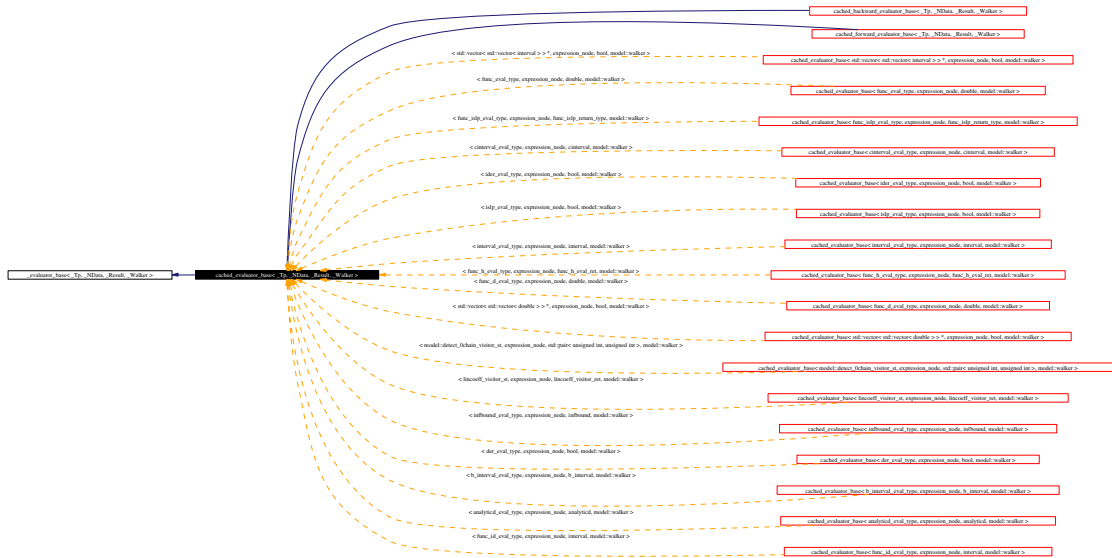 cached_backward_evaluator_base< _Tp, _NData, _Result, _Walker >
cached_forward_evaluator_base< _Tp, _NData, _Result, _Walker >
< std::vector< std::vector< interval > > *, expression_node, bool, model::walker >
cached_evaluator_base< std::vector< std::vector< interval > > *, expression_node, bool, model::walker >
< func_eval_type, expression_node, double, model::walker >
cached_evaluator_base< func_eval_type, expression_node, double, model::walker >
< func_islp_eval_type, expression_node, func_islp_return_type, model::walker >
cached_evaluator_base< func_islp_eval_type, expression_node, func_islp_return_type, model::walker >
< cinterval_eval_type, expression_node, cinterval, model::walker >
cached_evaluator_base< cinterval_eval_type, expression_node, cinterval, model::walker >
< ider_eval_type, expression_node, bool, model::walker >
cached_evaluator_base< ider_eval_type, expression_node, bool, model::walker >
< islp_eval_type, expression_node, bool, model::walker >
cached_evaluator_base< islp_eval_type, expression_node, bool, model::walker >
< interval_eval_type, expression_node, interval, model::walker >
cached_evaluator_base< interval_eval_type, expression_node, interval, model::walker >
_evaluator_base< _Tp, _NData, _Result, _Walker >
cached_evaluator_base< _Tp, _NData, _Result, _Walker >
< func_h_eval_type, expression_node, func_h_eval_ret, model::walker >
cached_evaluator_base< func_h_eval_type, expression_node, func_h_eval_ret, model::walker >
< func_d_eval_type, expression_node, double, model::walker >
cached_evaluator_base< func_d_eval_type, expression_node, double, model::walker >
< std::vector< std::vector< double > > *, expression_node, bool, model::walker >
cached_evaluator_base< std::vector< std::vector< double > > *, expression_node, bool, model::walker >
< model::detect_0chain_visitor_st, expression_node, std::pair< unsigned int, unsigned int >, model::walker >
cached_evaluator_base< model::detect_0chain_visitor_st, expression_node, std::pair< unsigned int, unsigned int >, model::walker >
< lincoeff_visitor_st, expression_node, lincoeff_visitor_ret, model::walker >
cached_evaluator_base< lincoeff_visitor_st, expression_node, lincoeff_visitor_ret, model::walker >
< infbound_eval_type, expression_node, infbound, model::walker >
cached_evaluator_base< infbound_eval_type, expression_node, infbound, model::walker >
< der_eval_type, expression_node, bool, model::walker >
cached_evaluator_base< der_eval_type, expression_node, bool, model::walker >
< b_interval_eval_type, expression_node, b_interval, model::walker >
cached_evaluator_base< b_interval_eval_type, expression_node, b_interval, model::walker >
< analyticd_eval_type, expression_node, analyticd, model::walker >
cached_evaluator_base< analyticd_eval_type, expression_node, analyticd, model::walker >
< func_id_eval_type, expression_node, interval, model::walker >
cached_evaluator_base< func_id_eval_type, expression_node, interval, model::walker >